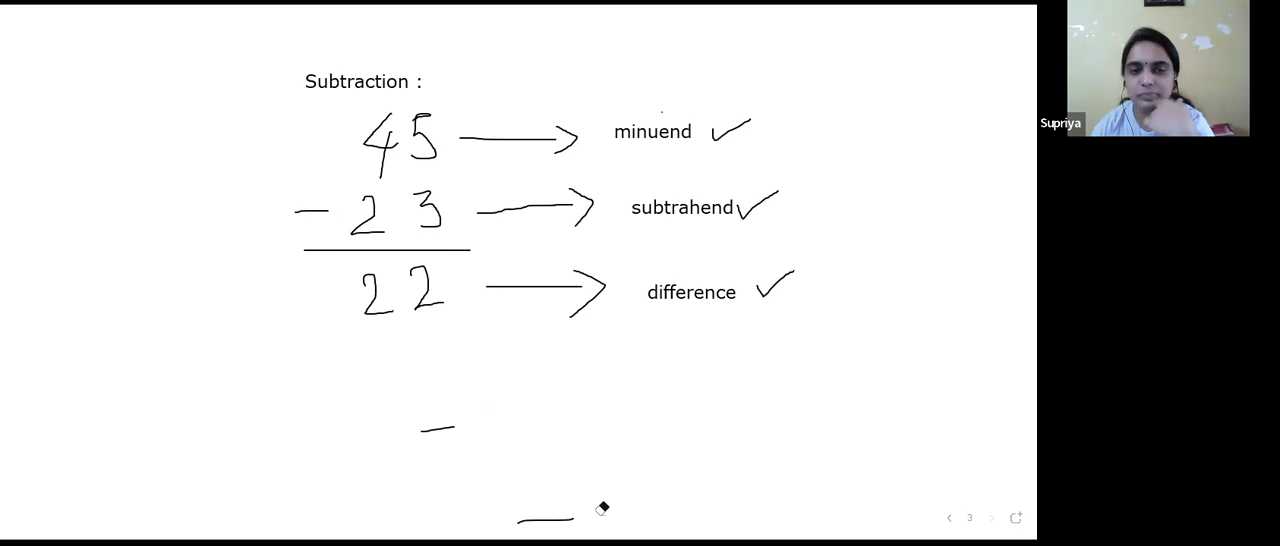 Subtraction :
45 → minuend ✓
- 23 → subtrahend ✓
22 → difference ✓
Supriya
3